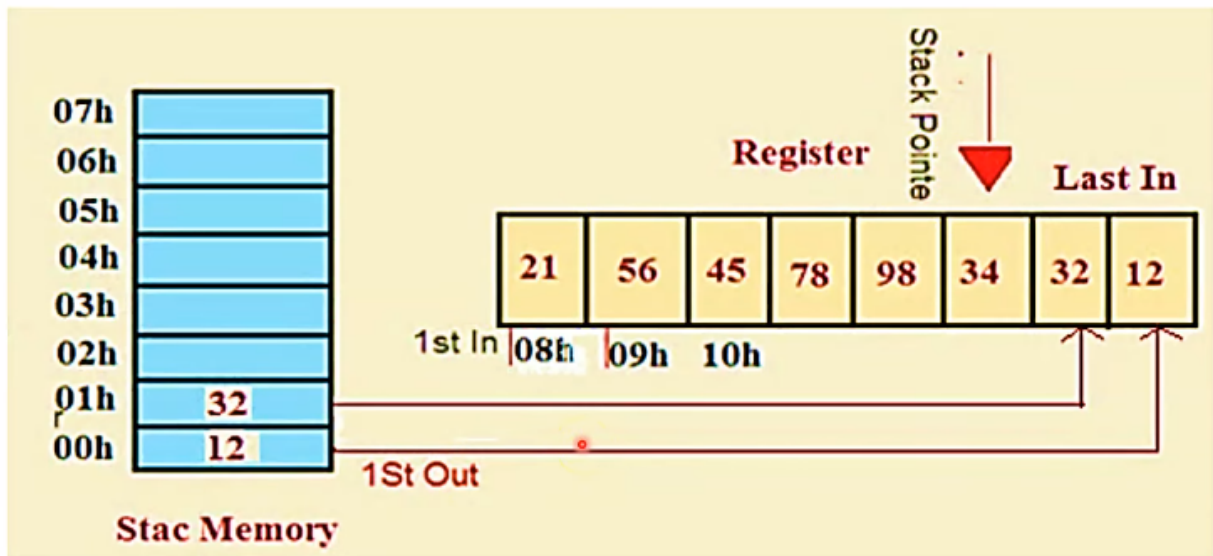 07h
06h
05h
04h
03h
02h
01h
r
00h
32
12
Stac Memory
1St Out
Register
Stack Pointe
Last In
21 56 45 78 98 34 32 12
1st In 08h 09h 10h